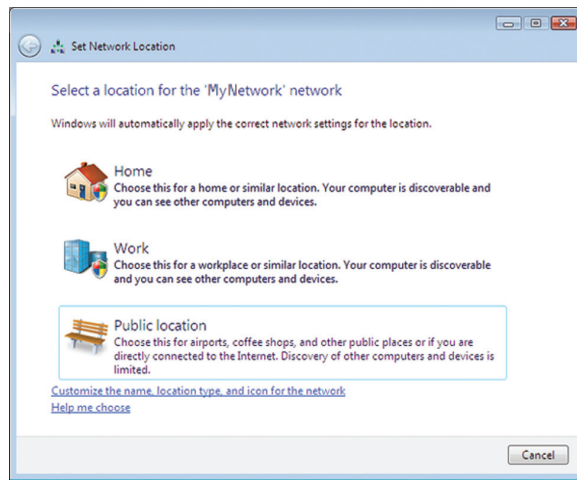 Set Network Location
Select a location for the 'MyNetwork' network
Windows will automatically apply the correct network settings for the location.
Home
Choose this for a home or similar location. Your computer is discoverable and
you can see other computers and devices.
Work
Choose this for a workplace or similar location. Your computer is discoverable
and you can see other computers and devices.
Public location
Choose this for airports, coffee shops, and other public places or if you are
directly connected to the Internet. Discovery of other computers and devices is
limited.
Customize the name, location type, and icon for the network
Help me choose
Cancel